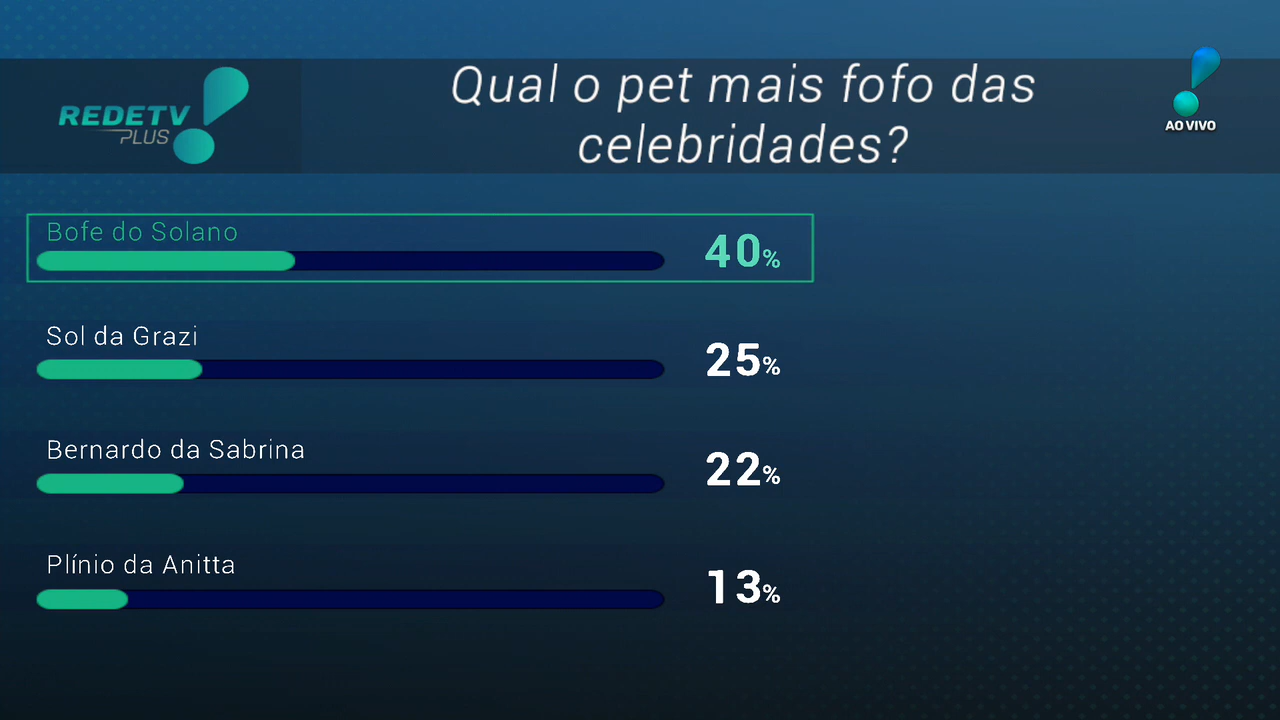 REDETV
PLUS
Qual o pet mais fofo das
celebridades?
AO VIVO
Bofe do Solano
40%
Sol da Grazi
25%
Bernardo da Sabrina
22%
Plínio da Anitta
13%